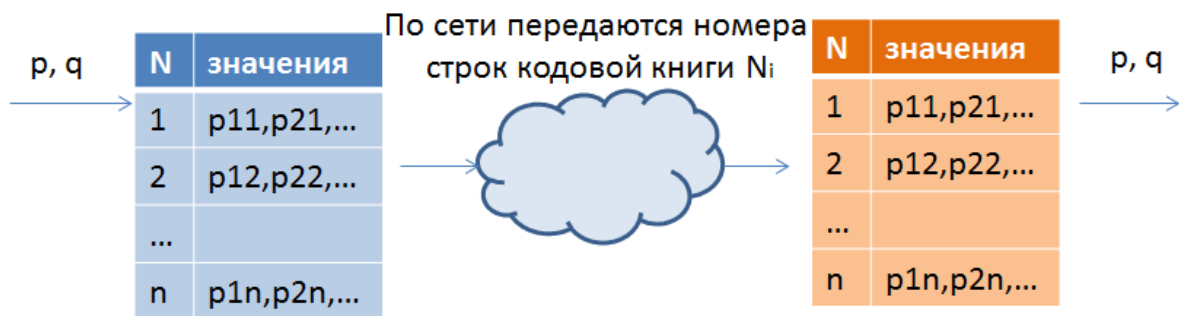 По сети передаются номера
строк кодовой книги Ni
p, q
N значения
1 p11,p21,...
2 p12,p22,...
...
n p1n,p2n,...
N значения
1 p11,p21,...
2 p12,p22,...
...
n p1n,p2n,...
p, q